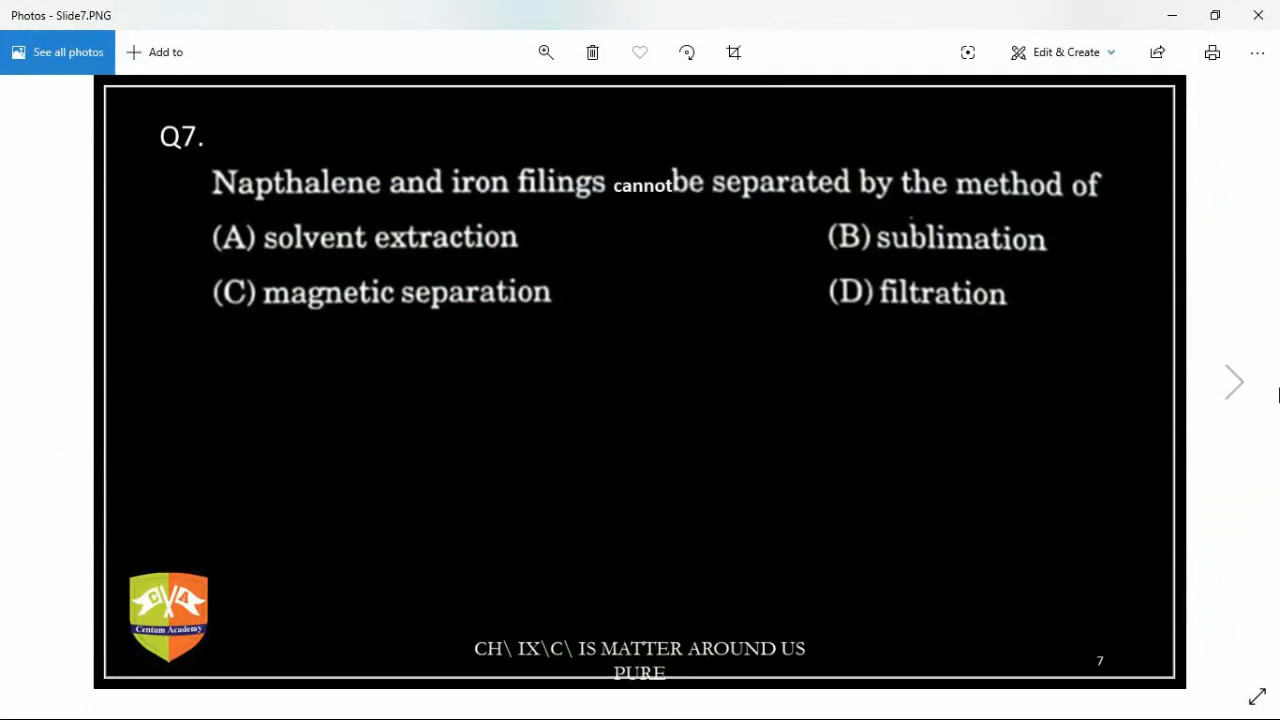 Photos - Slide7.PNG
See all photos
Add to
Edit & Create
Q7.
Napthalene and iron filings cannotbe separated by the method of
(A) solvent extraction (B) sublimation
(C) magnetic separation (D) filtration
C A
Centum Academy
CH\ IX\C\ IS MATTER AROUND US
PURE
7